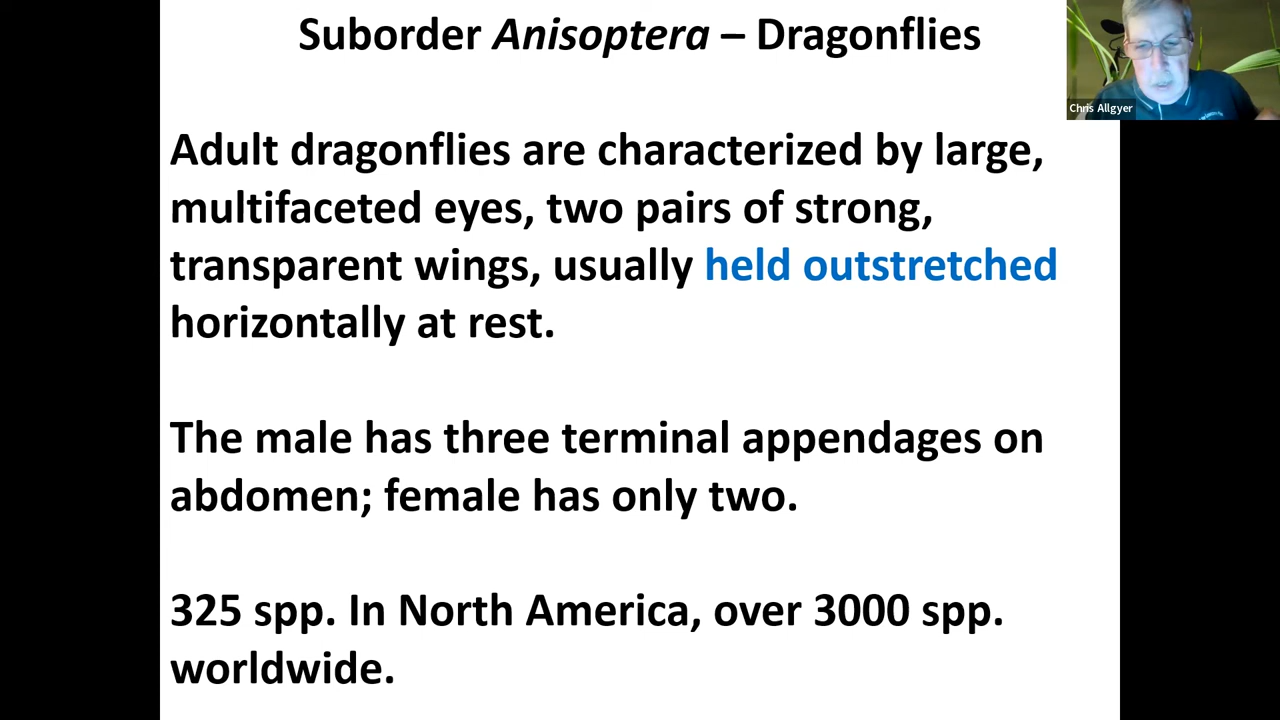 Suborder Anisoptera – Dragonflies
Chris Allgyer
Adult dragonflies are characterized by large,
multifaceted eyes, two pairs of strong,
transparent wings, usually held outstretched
horizontally at rest.
The male has three terminal appendages on
abdomen; female has only two.
325 spp. In North America, over 3000 spp.
worldwide.